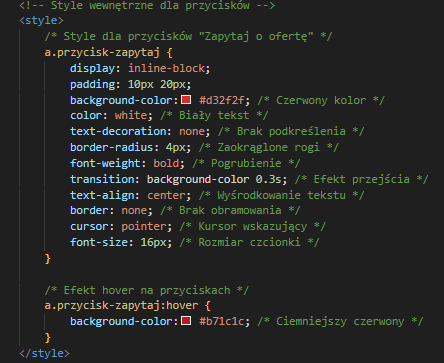 <!-- Style wewnętrzne dla przycisków -->
<style>
/* Style dla przycisków "Zapytaj o ofertę" */
a.przycisk-zapytaj {
display: inline-block;
padding: 10px 20px;
background-color: #d32f2f; /* Czerwony kolor */
color: white; /* Biały tekst */
text-decoration: none; /* Brak podkreślenia */
border-radius: 4px; /* Zaokrąglone rogi */
font-weight: bold; /* Pogrubienie */
transition: background-color 0.3s; /* Efekt przejścia */
text-align: center; /* Wyśrodkowanie tekstu */
border: none; /* Brak obramowania */
cursor: pointer; /* Kursor wskazujący */
font-size: 16px; /* Rozmiar czcionki */
}
/* Efekt hover na przyciskach */
a.przycisk-zapytaj:hover {
background-color: #b71c1c; /* Ciemniejszy czerwony */
}
</style>